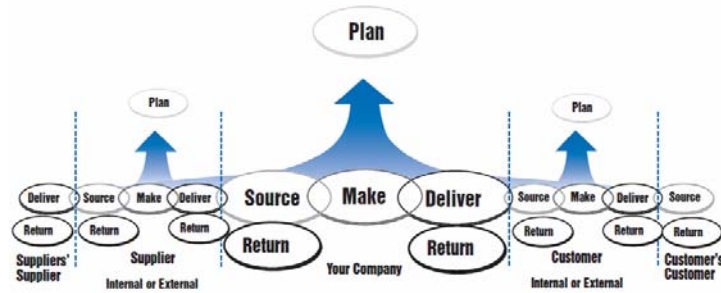 Plan
Plan
Plan
Deliver Source Make Deliver Source Make Deliver Source Make Deliver Source
Return Return Return Return Return Return Return Return
Suppliers' Supplier Your Company Customer Customer's
Supplier Customer
Internal or External Internal or External